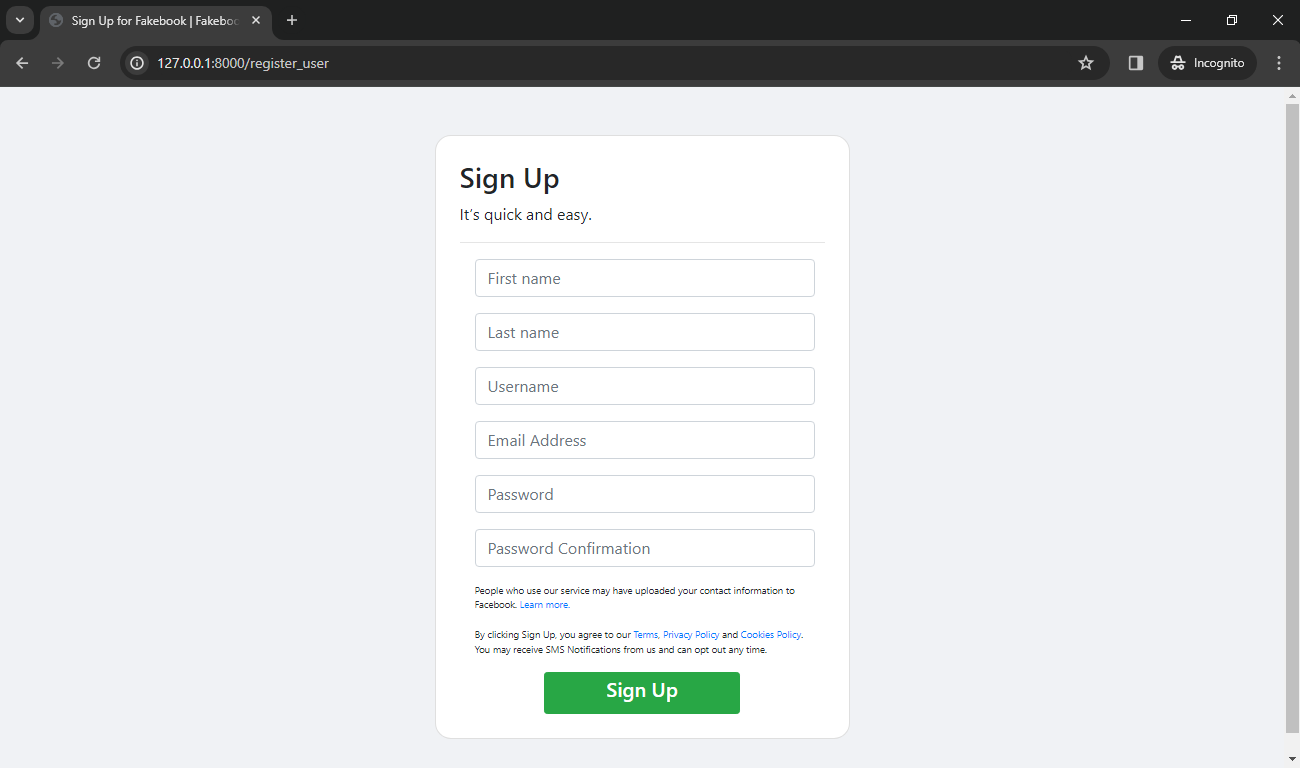 Sign Up for Fakebook | Fakeboo
127.0.0.1:8000/register_user
Incognito
Sign Up
It's quick and easy.
First name
Last name
Username
Email Address
Password
Password Confirmation
People who use our service may have uploaded your contact information to
Facebook. Learn more.
By clicking Sign Up, you agree to our Terms, Privacy Policy and Cookies Policy.
You may receive SMS Notifications from us and can opt out any time.
Sign Up